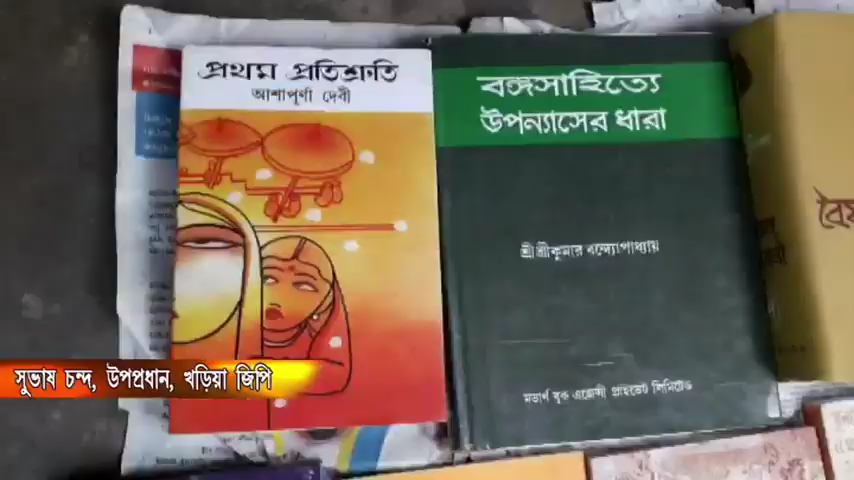 প্রথম প্রতিশ্রুতি
আশাপূর্ণা দেবী
বঙ্গসাহিত্যে
উপন্যাসের ধারা
শ্রীশ্রীকুমার বন্দ্যোপাধ্যায়
মডার্ণ বুক এজেন্সী প্রাইভেট লিমিটেড
সুভাষ চন্দ, উপপ্রধান, খড়িয়া জিপি